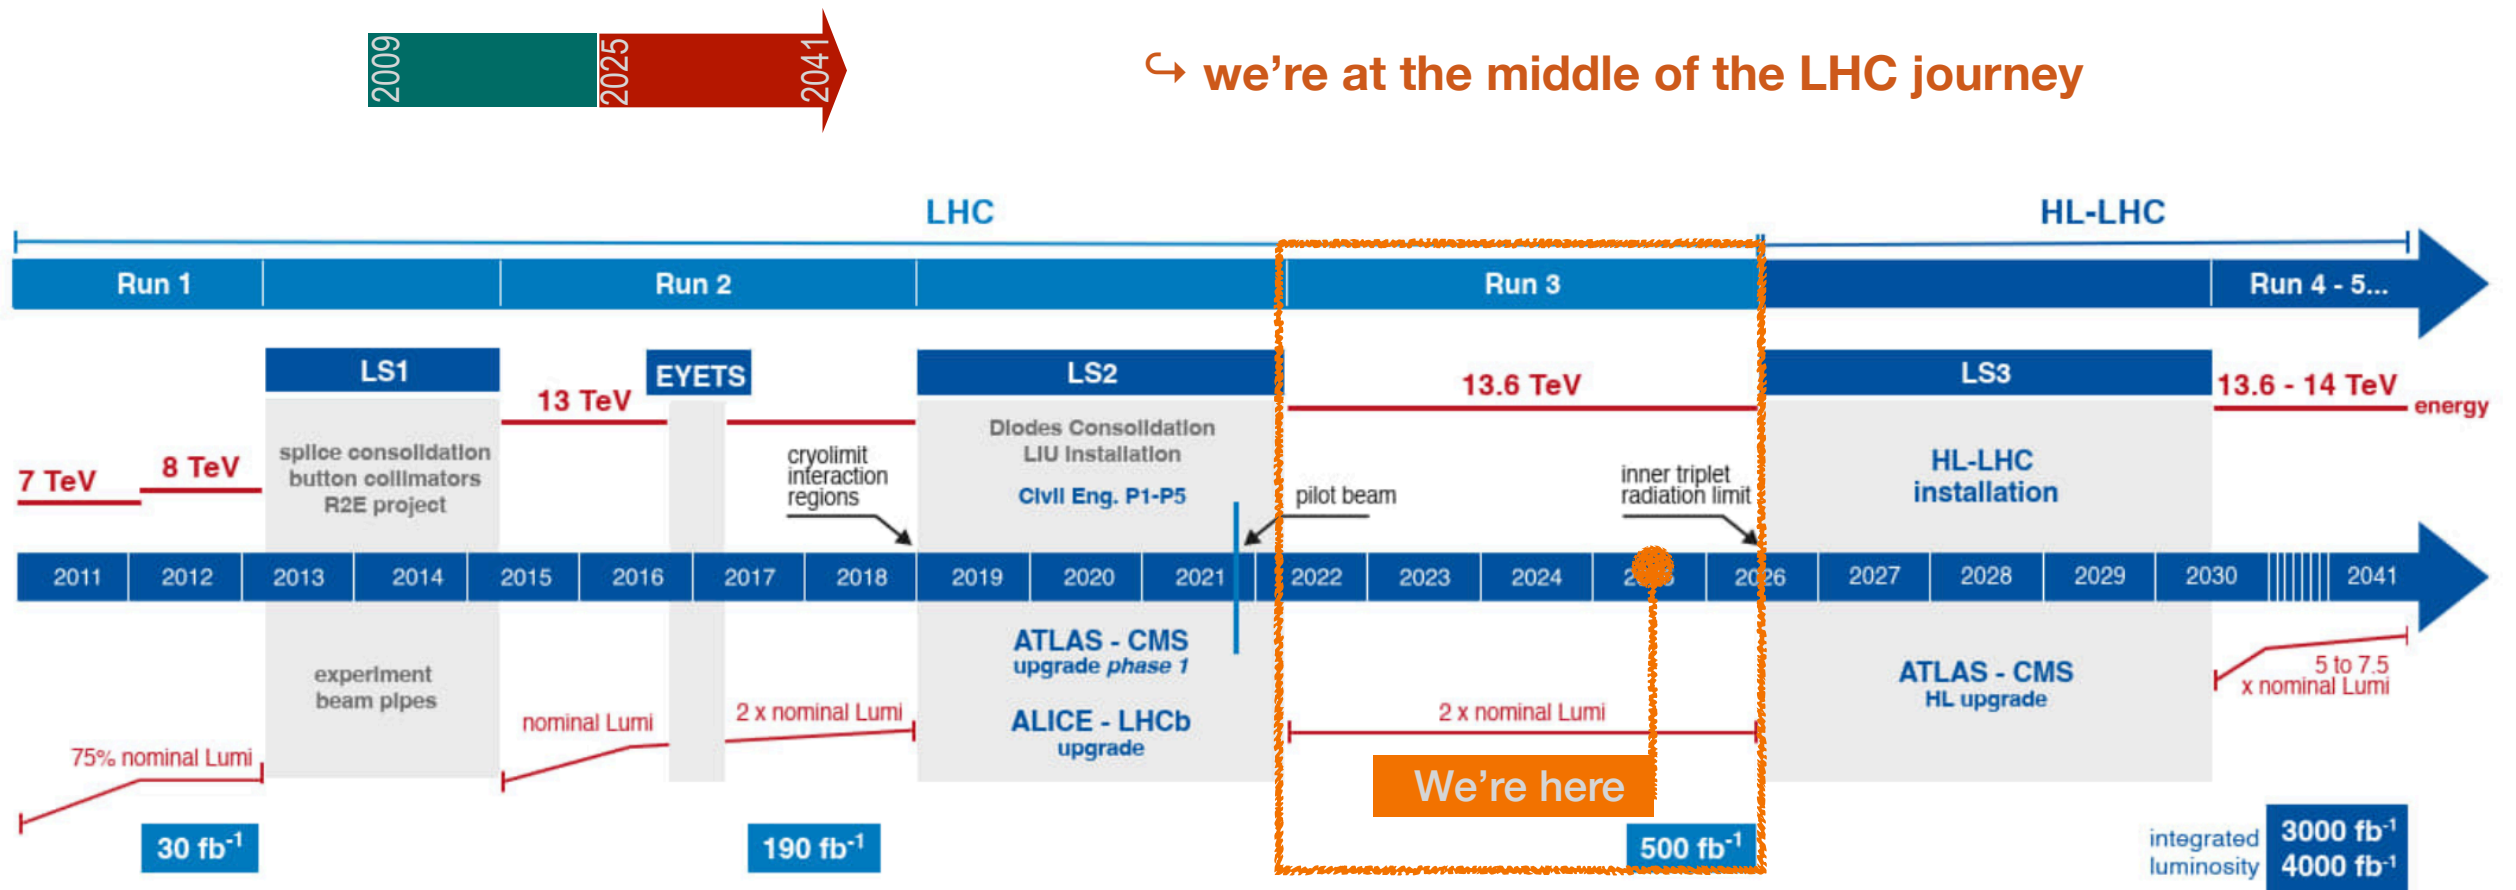 2009
2025
2041
↪ we're at the middle of the LHC journey
LHC
HL-LHC
Run 1
Run 2
Run 3
Run 4 - 5...
LS1
EYETS
LS2
LS3
13 TeV
13.6 TeV
13.6 - 14 TeV
energy
7 TeV
8 TeV
splice consolidation
button collimators
R2E project
cryolimit
interaction
regions
Diodes Consolidation
LIU Installation
Civil Eng. P1-P5
pilot beam
inner triplet
radiation limit
HL-LHC
installation
2011
2012
2013
2014
2015
2016
2017
2018
2019
2020
2021
2022
2023
2024
2026
2027
2028
2029
2030
2041
experiment
beam pipes
ATLAS - CMS
upgrade phase 1
ALICE - LHCb
upgrade
ATLAS - CMS
HL upgrade
5 to 7.5
x nominal Lumi
75% nominal Lumi
nominal Lumi
2 x nominal Lumi
2 x nominal Lumi
We're here
30 fb-1
190 fb-1
500 fb-1
integrated
luminosity
3000 fb-1
4000 fb-1